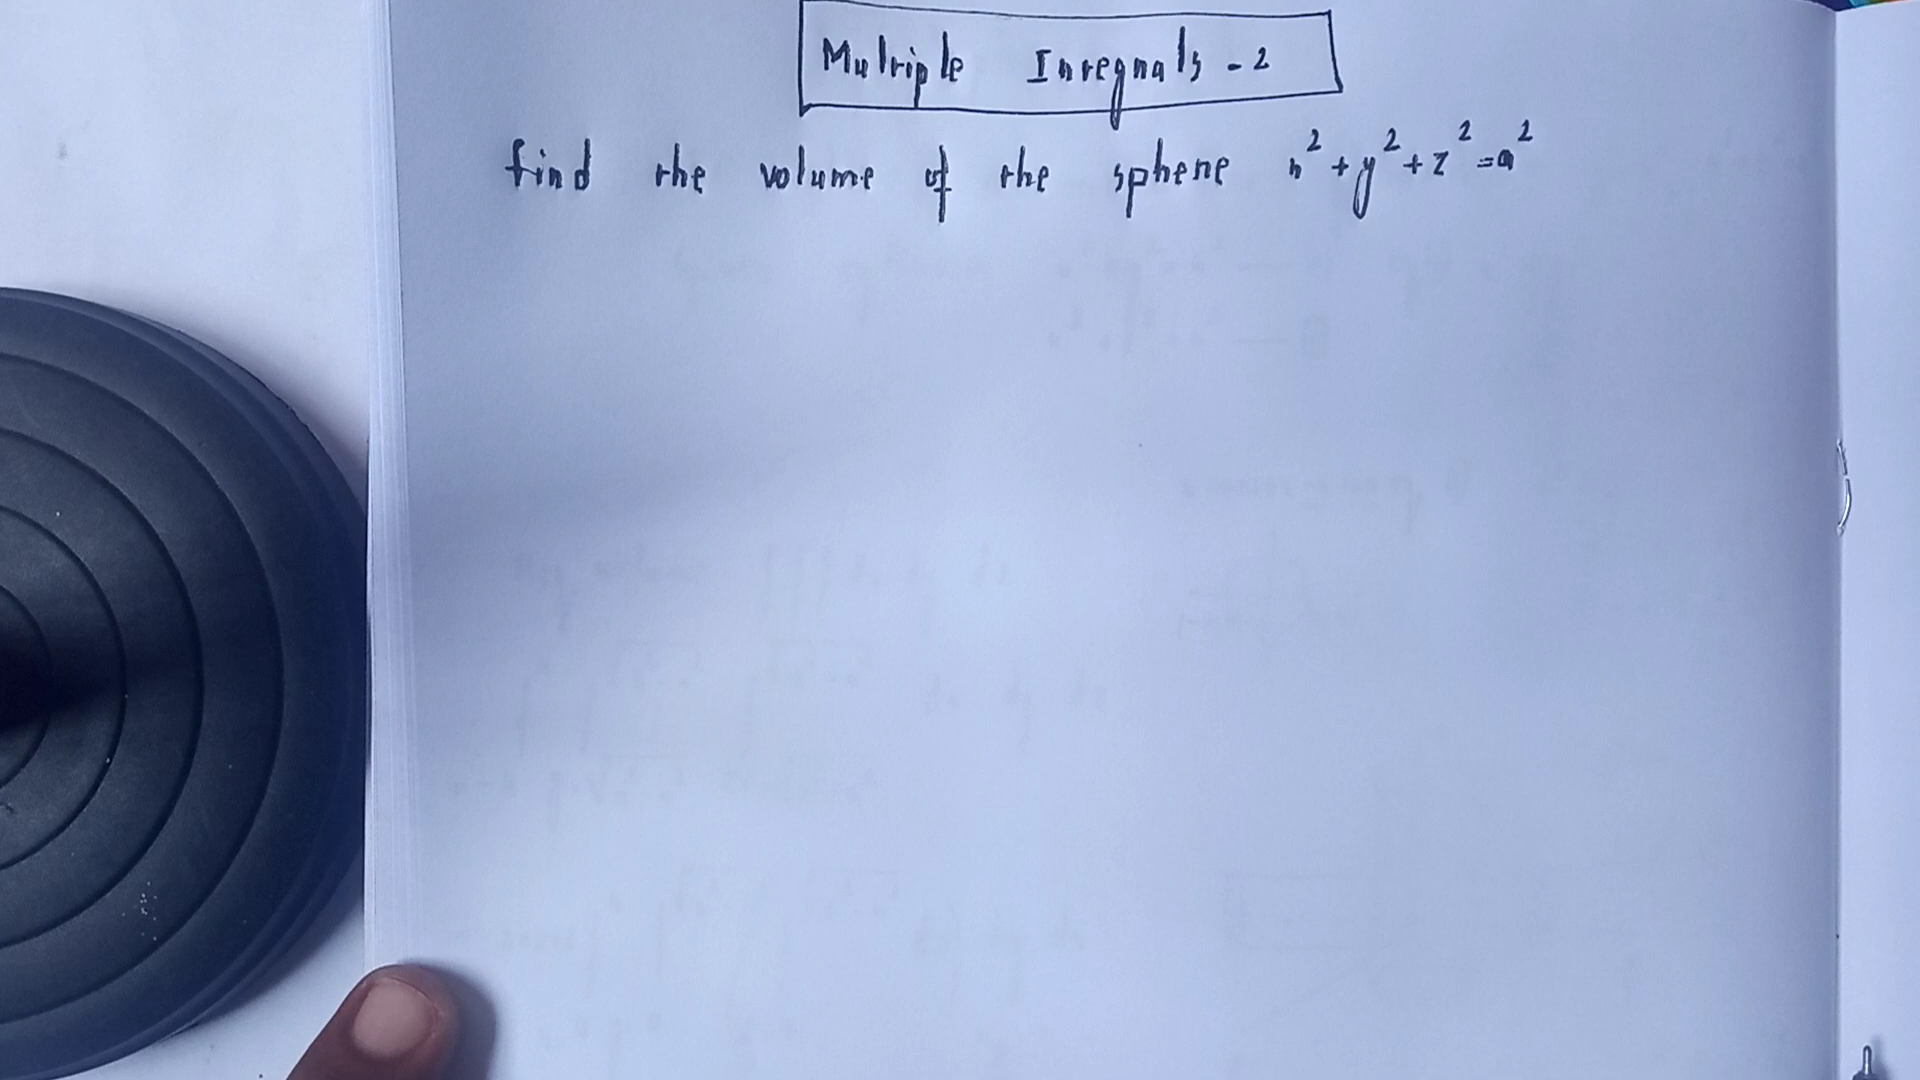 Multiple Integrals - 2
find the volume of the sphere x² + y² + z² = a²